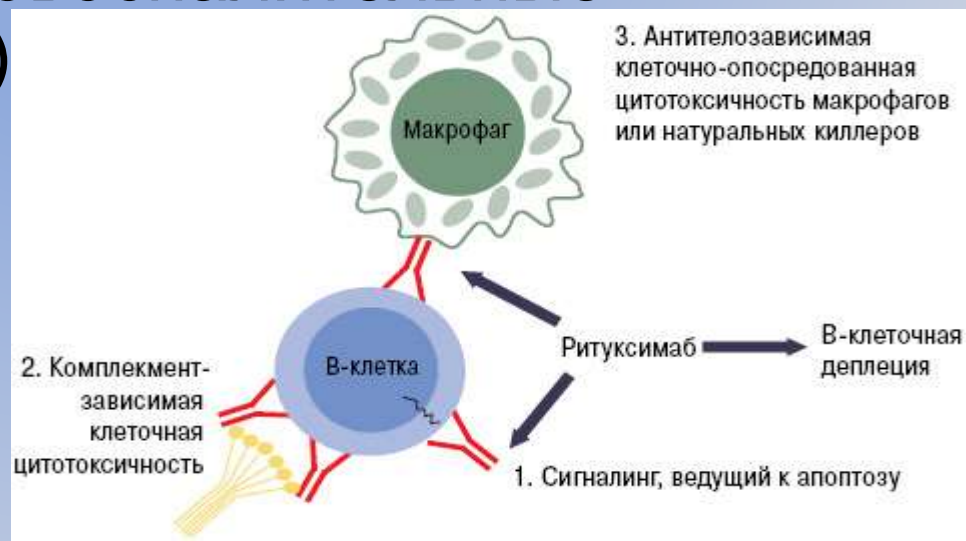 3. Антителозависимая
клеточно-опосредованная
цитотоксичность макрофагов
или натуральных киллеров
Макрофаг
Ритуксимаб
В-клеточная
деплеция
В-клетка
2. Комплекмент-
зависимая
клеточная
цитотоксичность
1. Сигналинг, ведущий к апоптозу